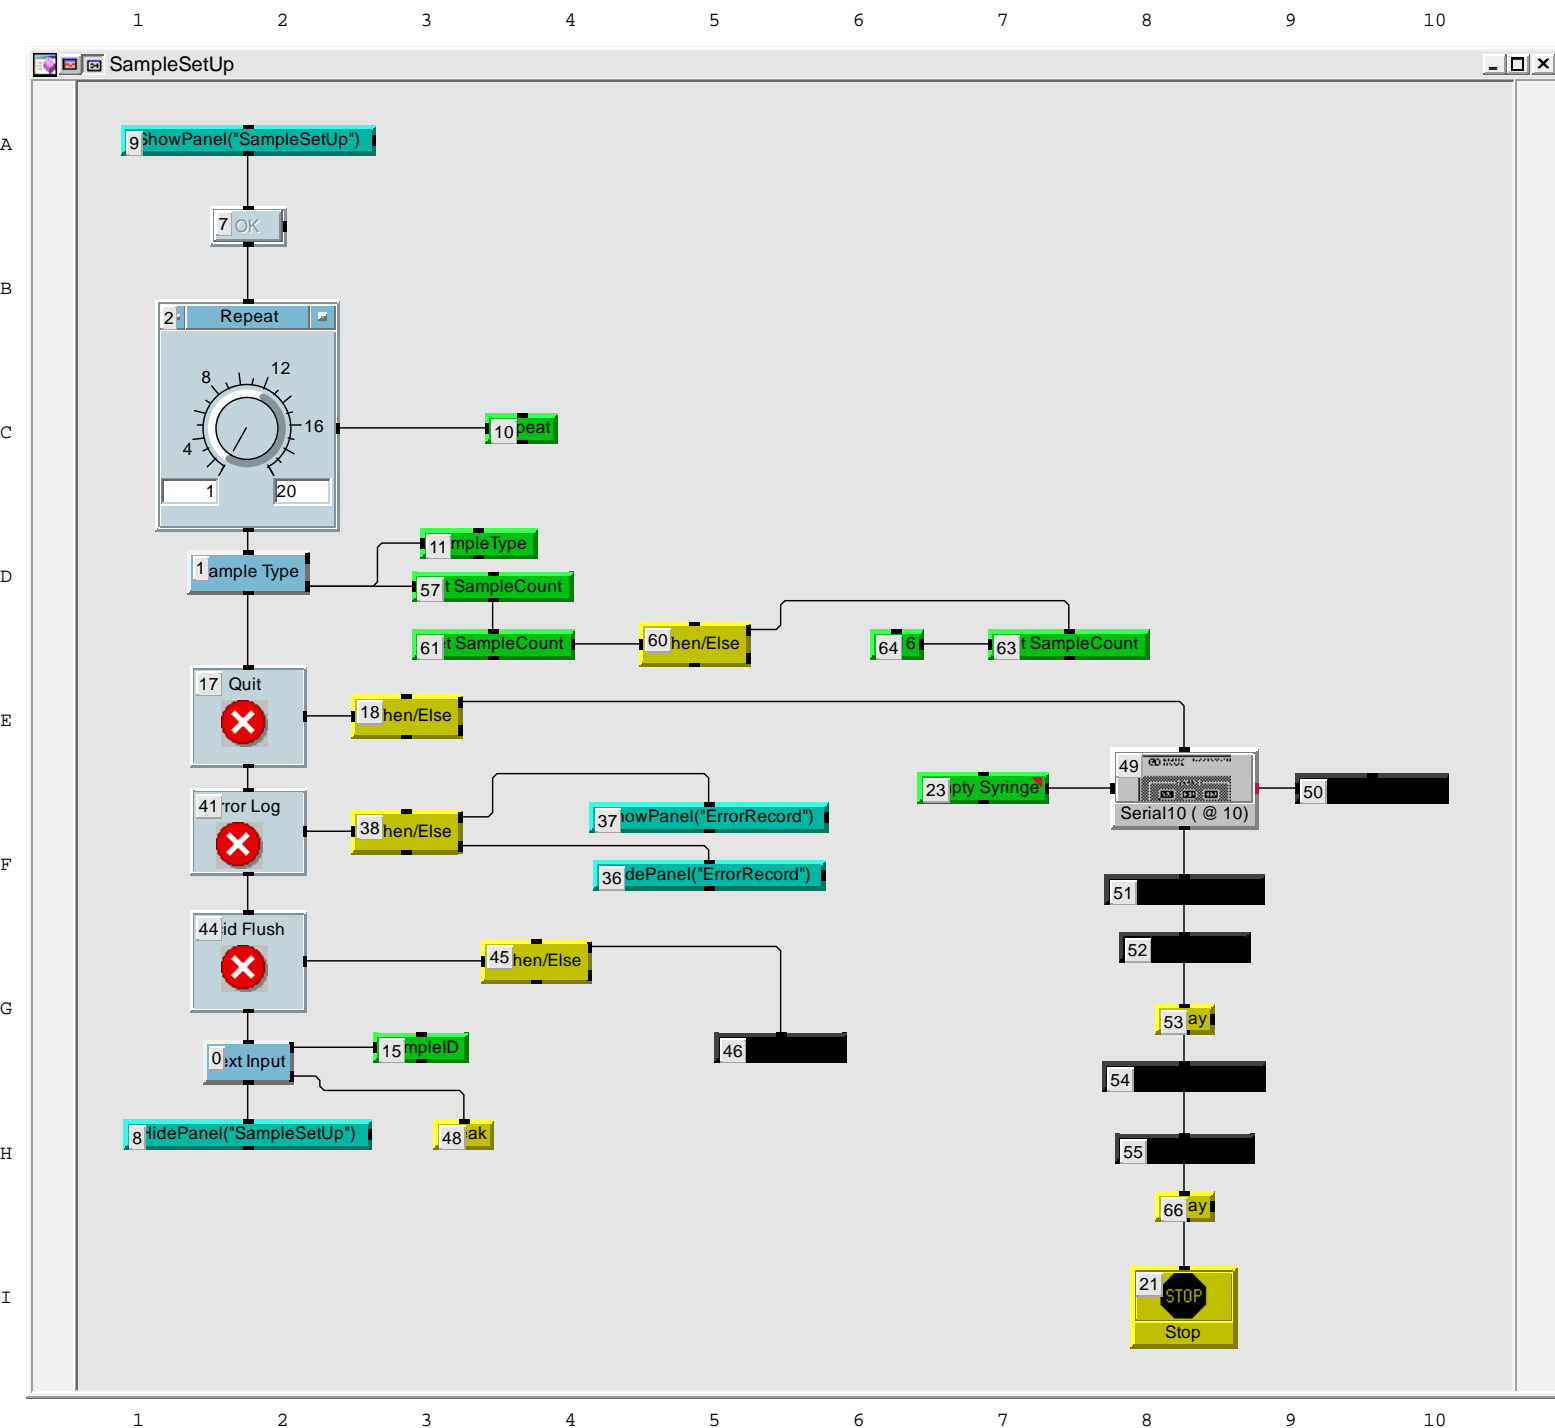 1 2 3 4 5 6 7 8 9 10
SampleSetUp
A
9 ShowPanel("SampleSetUp")
7 OK
B
2 Repeat
12
8
16
C
10 peat
4
1 20
11 mpleType
D
1 ample Type
57 t SampleCount
61 t SampleCount
60 hen/Else
64 6
63 t SampleCount
17 Quit
E
18 hen/Else
49
23 pty Syringe
50
41 ror Log
Serial10 ( @ 10)
38 hen/Else
37 owPanel("ErrorRecord")
F
36 dePanel("ErrorRecord")
51
44 id Flush
52
45 hen/Else
G
53 ay
15 mpleID
46
0 ext Input
54
8 HidePanel("SampleSetUp")
48 ak
H
55
66 ay
21
I
STOP
Stop
1 2 3 4 5 6 7 8 9 10